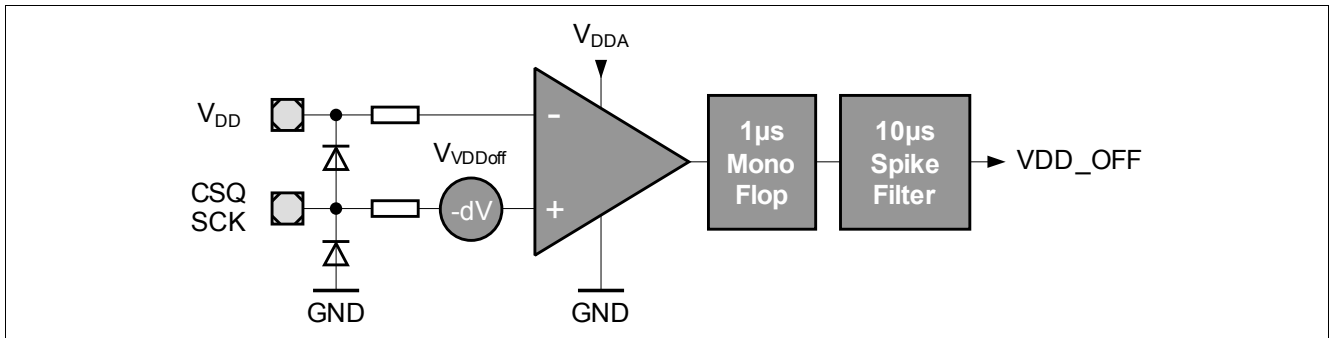 VDDA
VDD
-
VVDDoff
CSQ
SCK
-dV
+
GND
GND
1µs
Mono
Flop
10µs
Spike
Filter
VDD_OFF